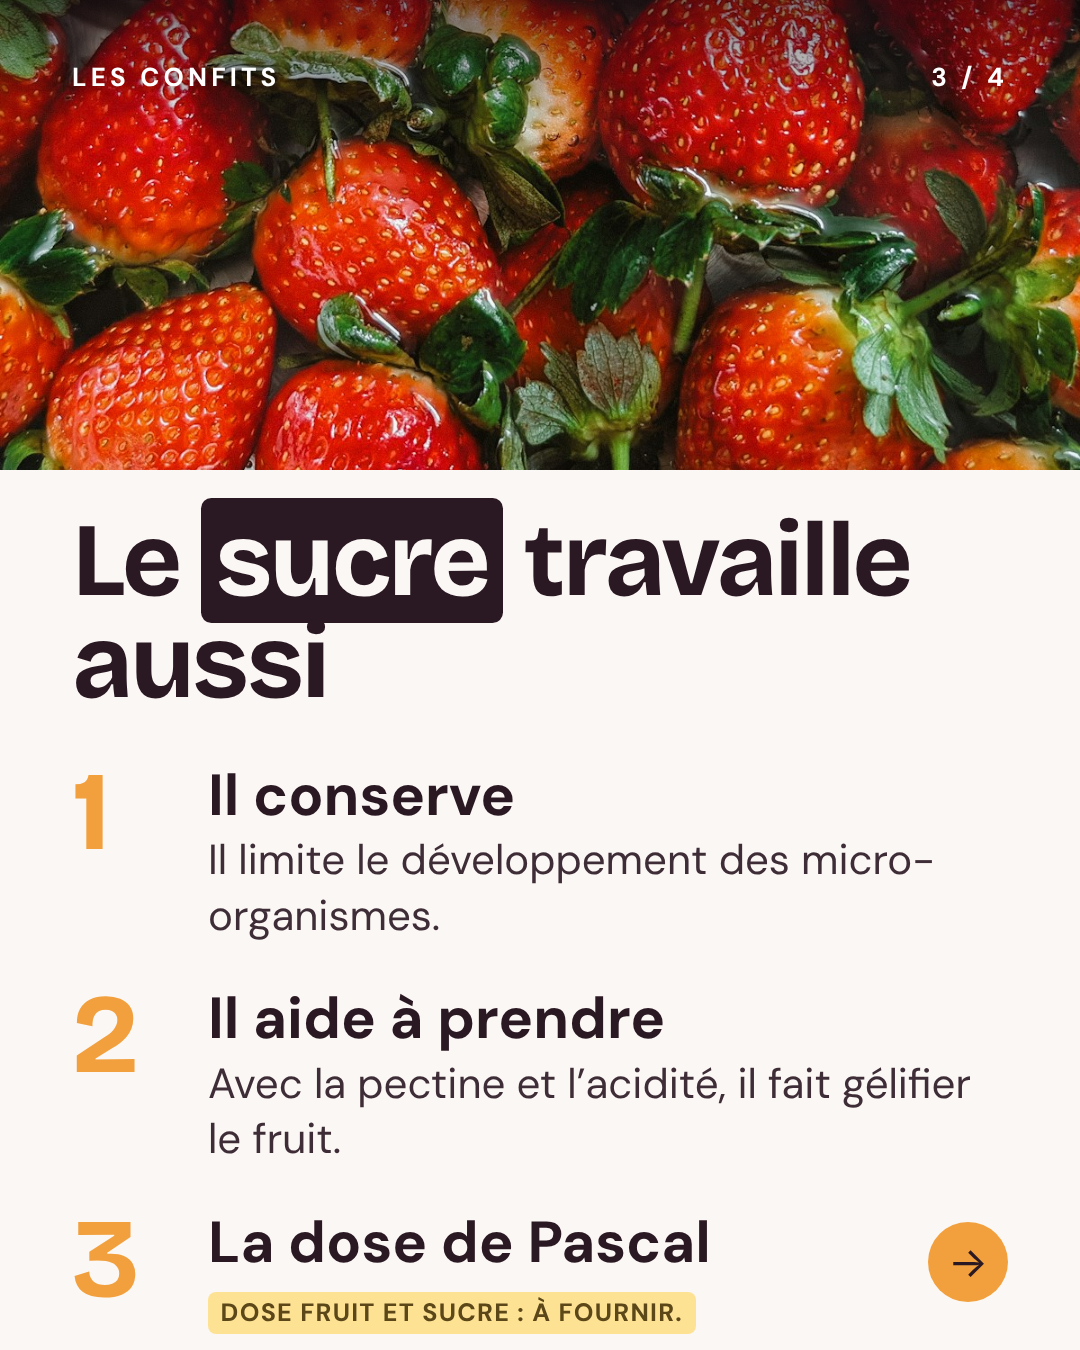 LES CONFITS
3 / 4
Le sucre travaille
aussi
1
Il conserve
Il limite le développement des micro-
organismes.
2
Il aide à prendre
Avec la pectine et l’acidité, il fait gélifier
le fruit.
3
La dose de Pascal
→
DOSE FRUIT ET SUCRE : À FOURNIR.